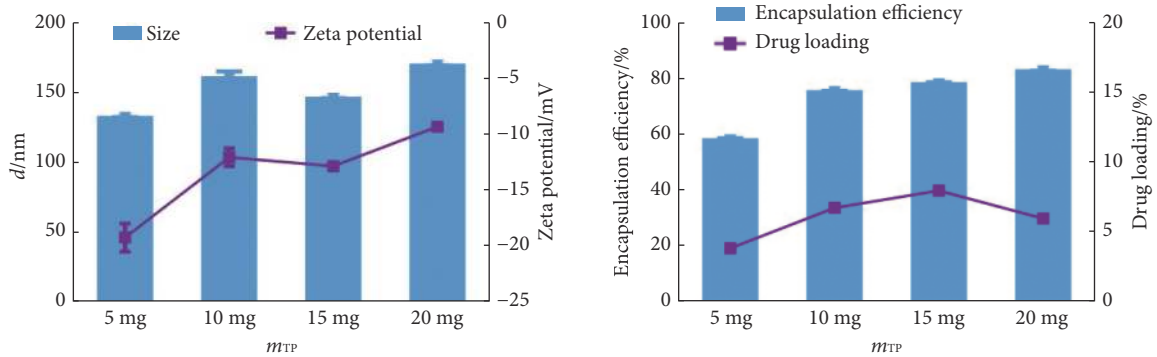 200
150
100
50
0
d/nm
Size
Zeta potential
0
−5
−10
−15
−20
−25
Zeta potential/mV
5 mg
10 mg
15 mg
20 mg
mTP
100
80
60
40
20
0
Encapsulation efficiency/%
Encapsulation efficiency
Drug loading
20
15
10
5
0
Drug loading/%
5 mg
10 mg
15 mg
20 mg
mTP